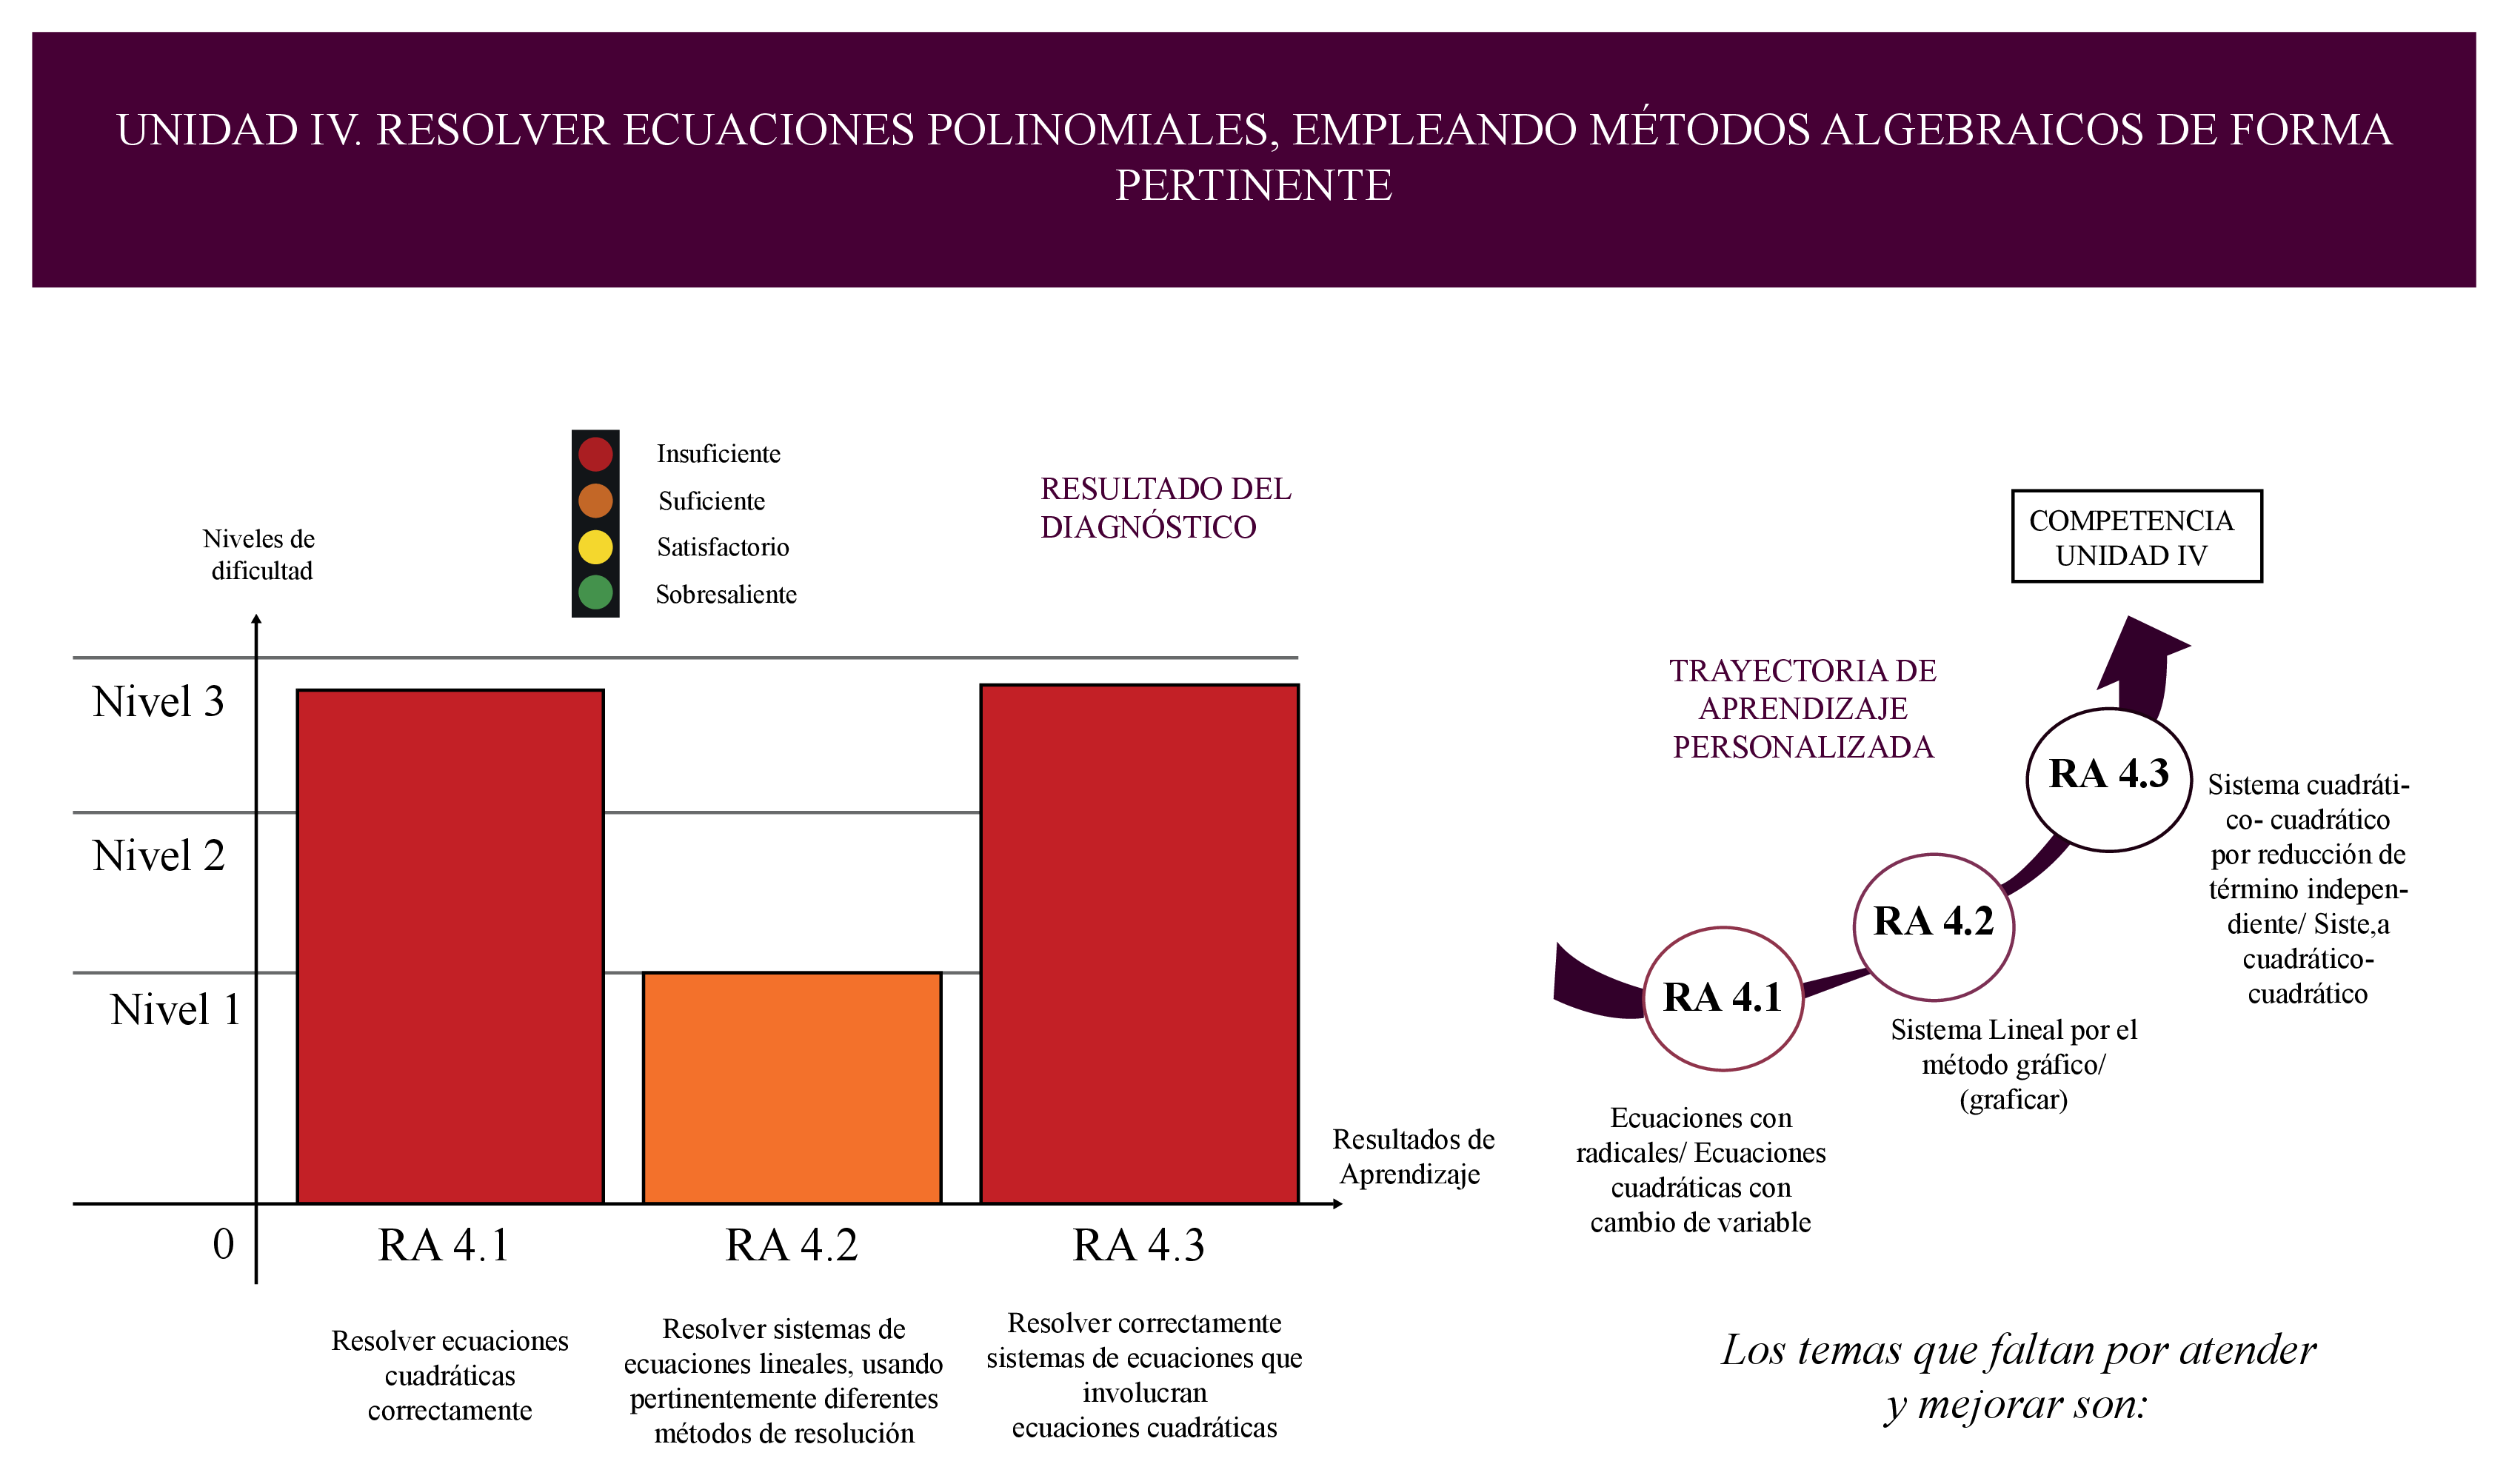 UNIDAD IV. RESOLVER ECUACIONES POLINOMIALES, EMPLEANDO MÉTODOS ALGEBRAICOS DE FORMA
PERTINENTE
Insuficiente
Suficiente
Satisfactorio
Sobresaliente
RESULTADO DEL
DIAGNÓSTICO
Niveles de
dificultad
Nivel 3
Nivel 2
Nivel 1
0
RA 4.1
RA 4.2
RA 4.3
Resultados de
Aprendizaje
Resolver ecuaciones
cuadráticas
correctamente
Resolver sistemas de
ecuaciones lineales, usando
pertinentemente diferentes
métodos de resolución
Resolver correctamente
sistemas de ecuaciones que
involucran
ecuaciones cuadráticas
COMPETENCIA
UNIDAD IV
TRAYECTORIA DE
APRENDIZAJE
PERSONALIZADA
RA 4.3
Sistema cuadráti-
co- cuadrático
por reducción de
término indepen-
diente/ Siste,a
cuadrático-
cuadrático
RA 4.2
Sistema Lineal por el
método gráfico/
(graficar)
RA 4.1
Ecuaciones con
radicales/ Ecuaciones
cuadráticas con
cambio de variable
Los temas que faltan por atender
y mejorar son: